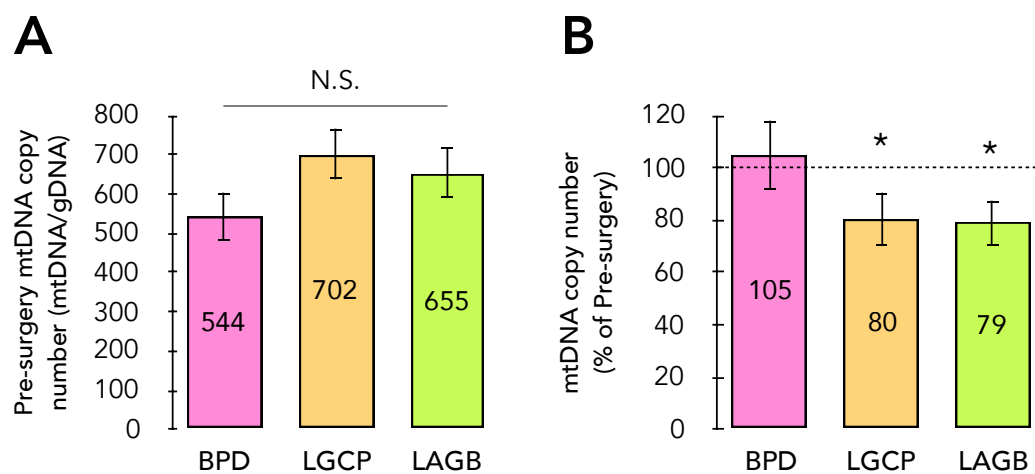 A
Pre-surgery mtDNA copy
number (mtDNA/gDNA)
N.S.
800
700
600
500
400
300
200
100
0
544
702
655
BPD
LGCP
LAGB
B
mtDNA copy number
(% of Pre-surgery)
120
100
80
60
40
20
0
*
*
105
80
79
BPD
LGCP
LAGB